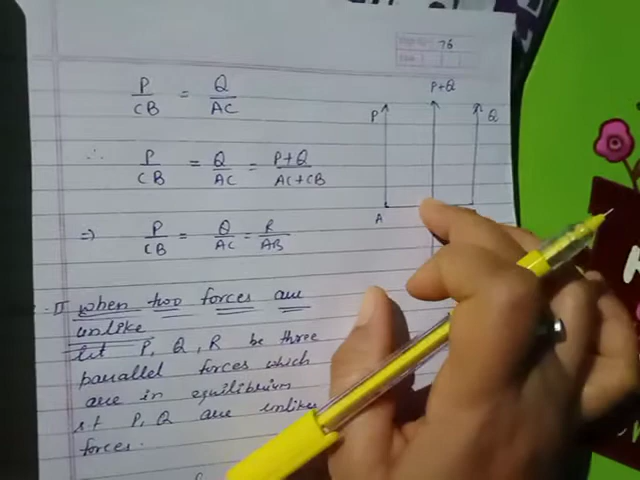 76
P/CB = Q/AC
P+Q
P
Q
∴ P/CB = Q/AC = P+Q/AC+CB
A
⇒ P/CB = Q/AC = R/AB
II when two forces are
unlike
let P, Q, R be three
parallel forces which
are in equilibrium
st P, Q are unlike
forces.